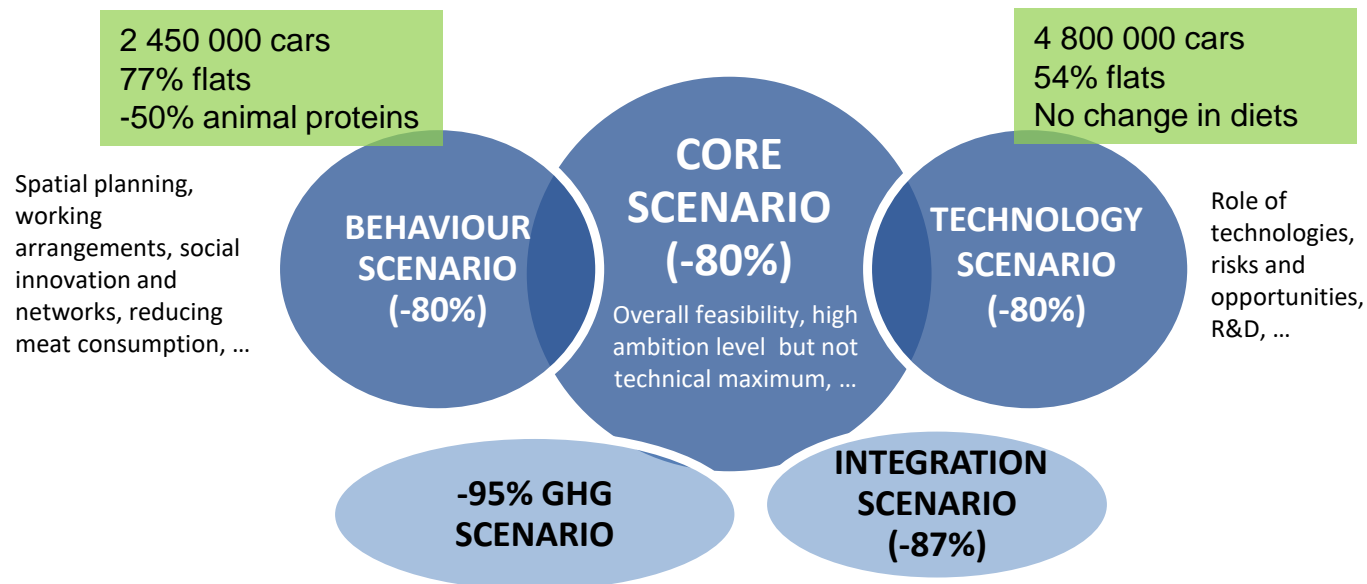 2 450 000 cars
77% flats
-50% animal proteins
4 800 000 cars
54% flats
No change in diets
Spatial planning,
working
arrangements, social
innovation and
networks, reducing
meat consumption, …
BEHAVIOUR
SCENARIO
(-80%)
CORE
SCENARIO
(-80%)
Overall feasibility, high
ambition level but not
technical maximum, …
TECHNOLOGY
SCENARIO
(-80%)
Role of
technologies,
risks and
opportunities,
R&D, …
-95% GHG
SCENARIO
INTEGRATION
SCENARIO
(-87%)